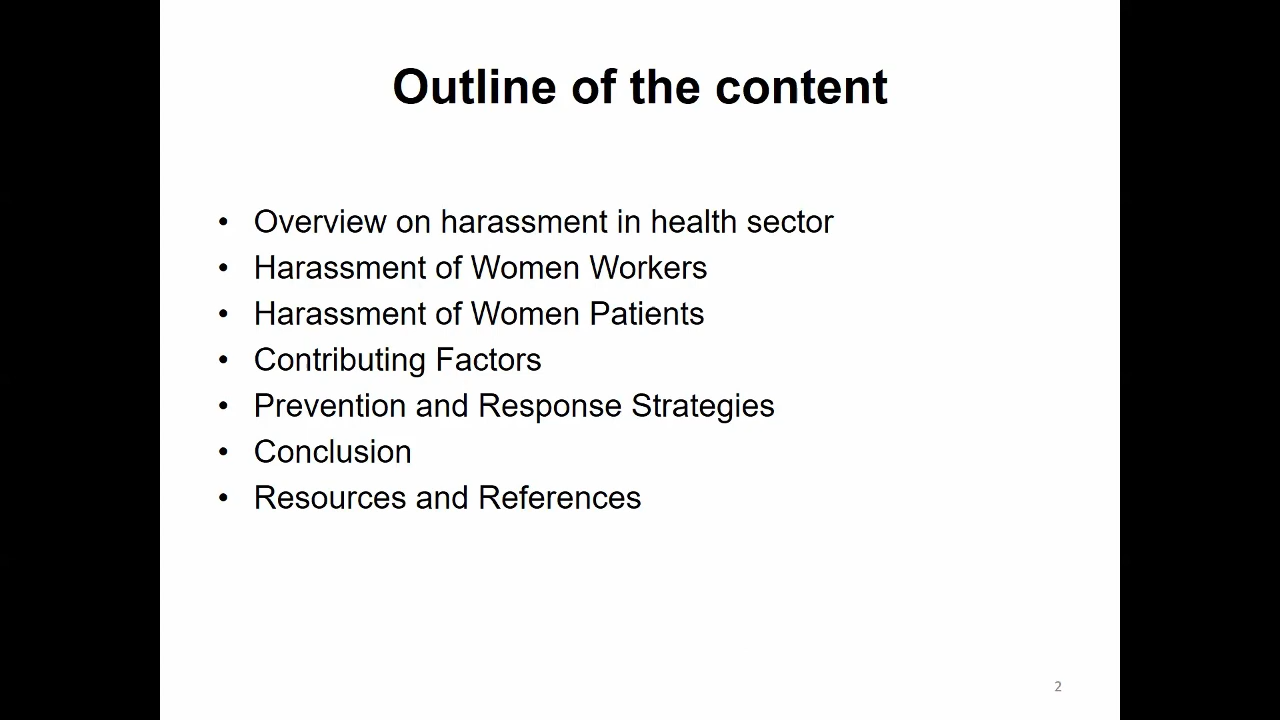 Outline of the content
• Overview on harassment in health sector
• Harassment of Women Workers
• Harassment of Women Patients
• Contributing Factors
• Prevention and Response Strategies
• Conclusion
• Resources and References
2